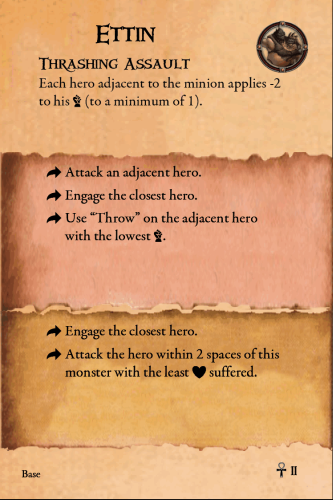 Ettin
Thrashing Assault
Each hero adjacent to the minion applies -2
to his (to a minimum of 1).
Attack an adjacent hero.
Engage the closest hero.
Use “Throw” on the adjacent hero
with the lowest .
Engage the closest hero.
Attack the hero within 2 spaces of this
monster with the least suffered.
Base
II